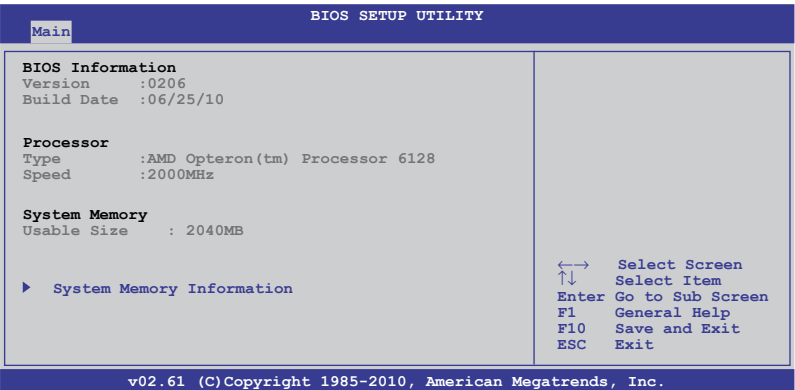 BIOS SETUP UTILITY
Main
BIOS Information
Version :0206
Build Date :06/25/10
Processor
Type :AMD Opteron(tm) Processor 6128
Speed :2000MHz
System Memory
Usable Size : 2040MB
System Memory Information
←→ Select Screen
↑↓ Select Item
Enter Go to Sub Screen
F1 General Help
F10 Save and Exit
ESC Exit
v02.61 (C)Copyright 1985-2010, American Megatrends, Inc.